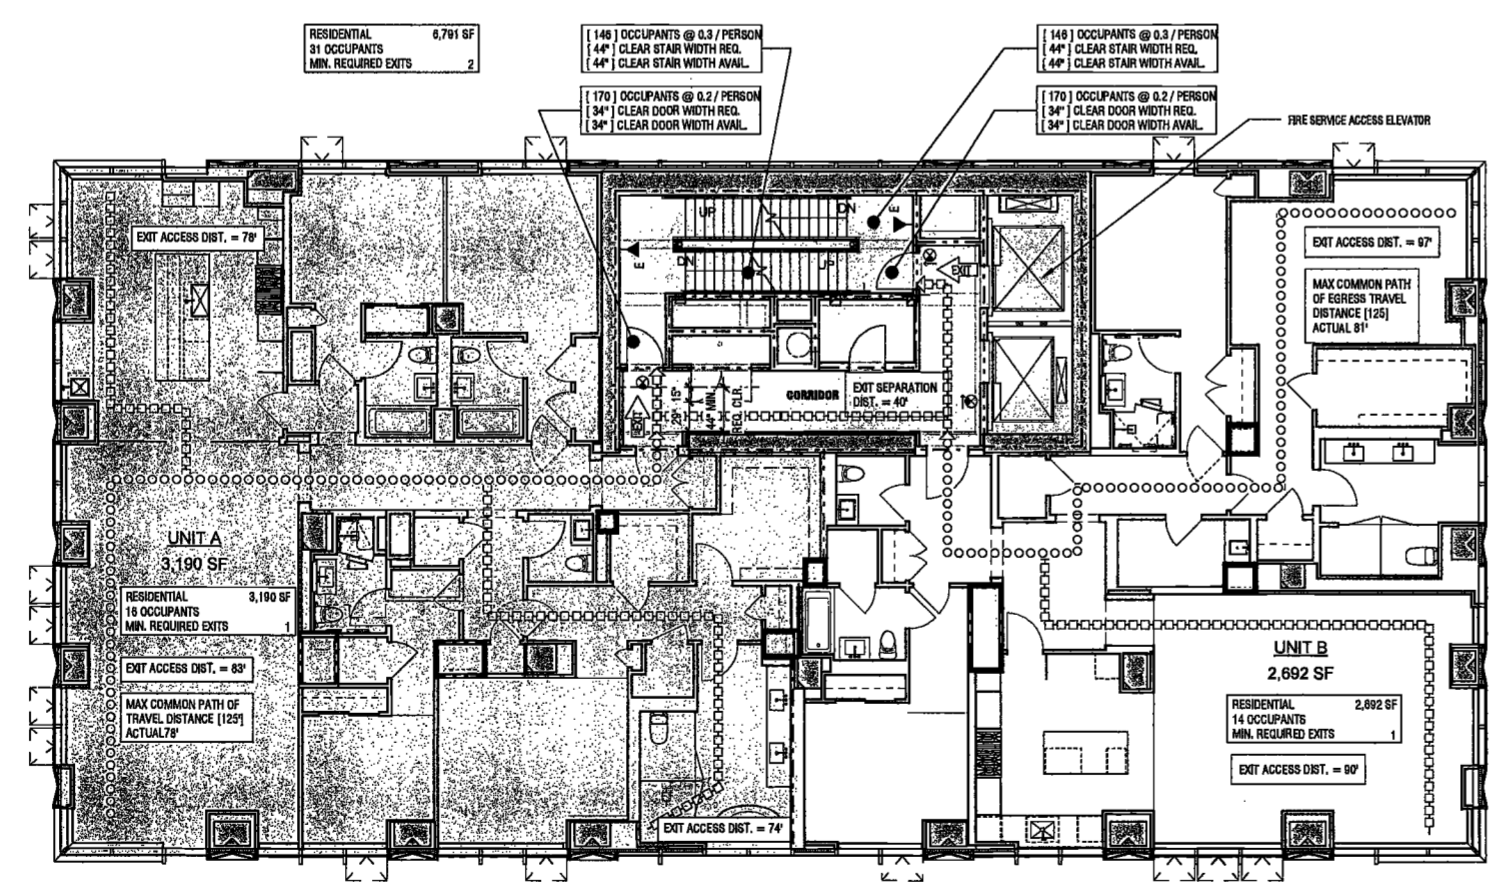 RESIDENTIAL 6,791 SF
31 OCCUPANTS
MIN. REQUIRED EXITS 2
[ 146 ] OCCUPANTS @ 0.3 / PERSON
[ 44" ] CLEAR STAIR WIDTH REQ.
[ 44" ] CLEAR STAIR WIDTH AVAIL.
[ 146 ] OCCUPANTS @ 0.3 / PERSON
[ 44" ] CLEAR STAIR WIDTH REQ.
[ 44" ] CLEAR STAIR WIDTH AVAIL.
[ 170 ] OCCUPANTS @ 0.2 / PERSON
[ 34" ] CLEAR DOOR WIDTH REQ.
[ 34" ] CLEAR DOOR WIDTH AVAIL.
[ 170 ] OCCUPANTS @ 0.2 / PERSON
[ 34" ] CLEAR DOOR WIDTH REQ.
[ 34" ] CLEAR DOOR WIDTH AVAIL.
FIRE SERVICE ACCESS ELEVATOR
UP
DN
E
E
DN
UP
EXIT
EXIT ACCESS DIST. = 78'
EXIT ACCESS DIST. = 97'
MAX COMMON PATH
OF EGRESS TRAVEL
DISTANCE [125]
ACTUAL 81'
CORRIDOR
EXIT SEPARATION
DIST. = 40'
EXIT
44" MIN.
REQ. CLR.
UNIT A
3,190 SF
RESIDENTIAL 3,190 SF
16 OCCUPANTS
MIN. REQUIRED EXITS 1
EXIT ACCESS DIST. = 83'
MAX COMMON PATH OF
TRAVEL DISTANCE [125']
ACTUAL78'
UNIT B
2,692 SF
RESIDENTIAL 2,692 SF
14 OCCUPANTS
MIN. REQUIRED EXITS 1
EXIT ACCESS DIST. = 90'
EXIT ACCESS DIST. = 74'